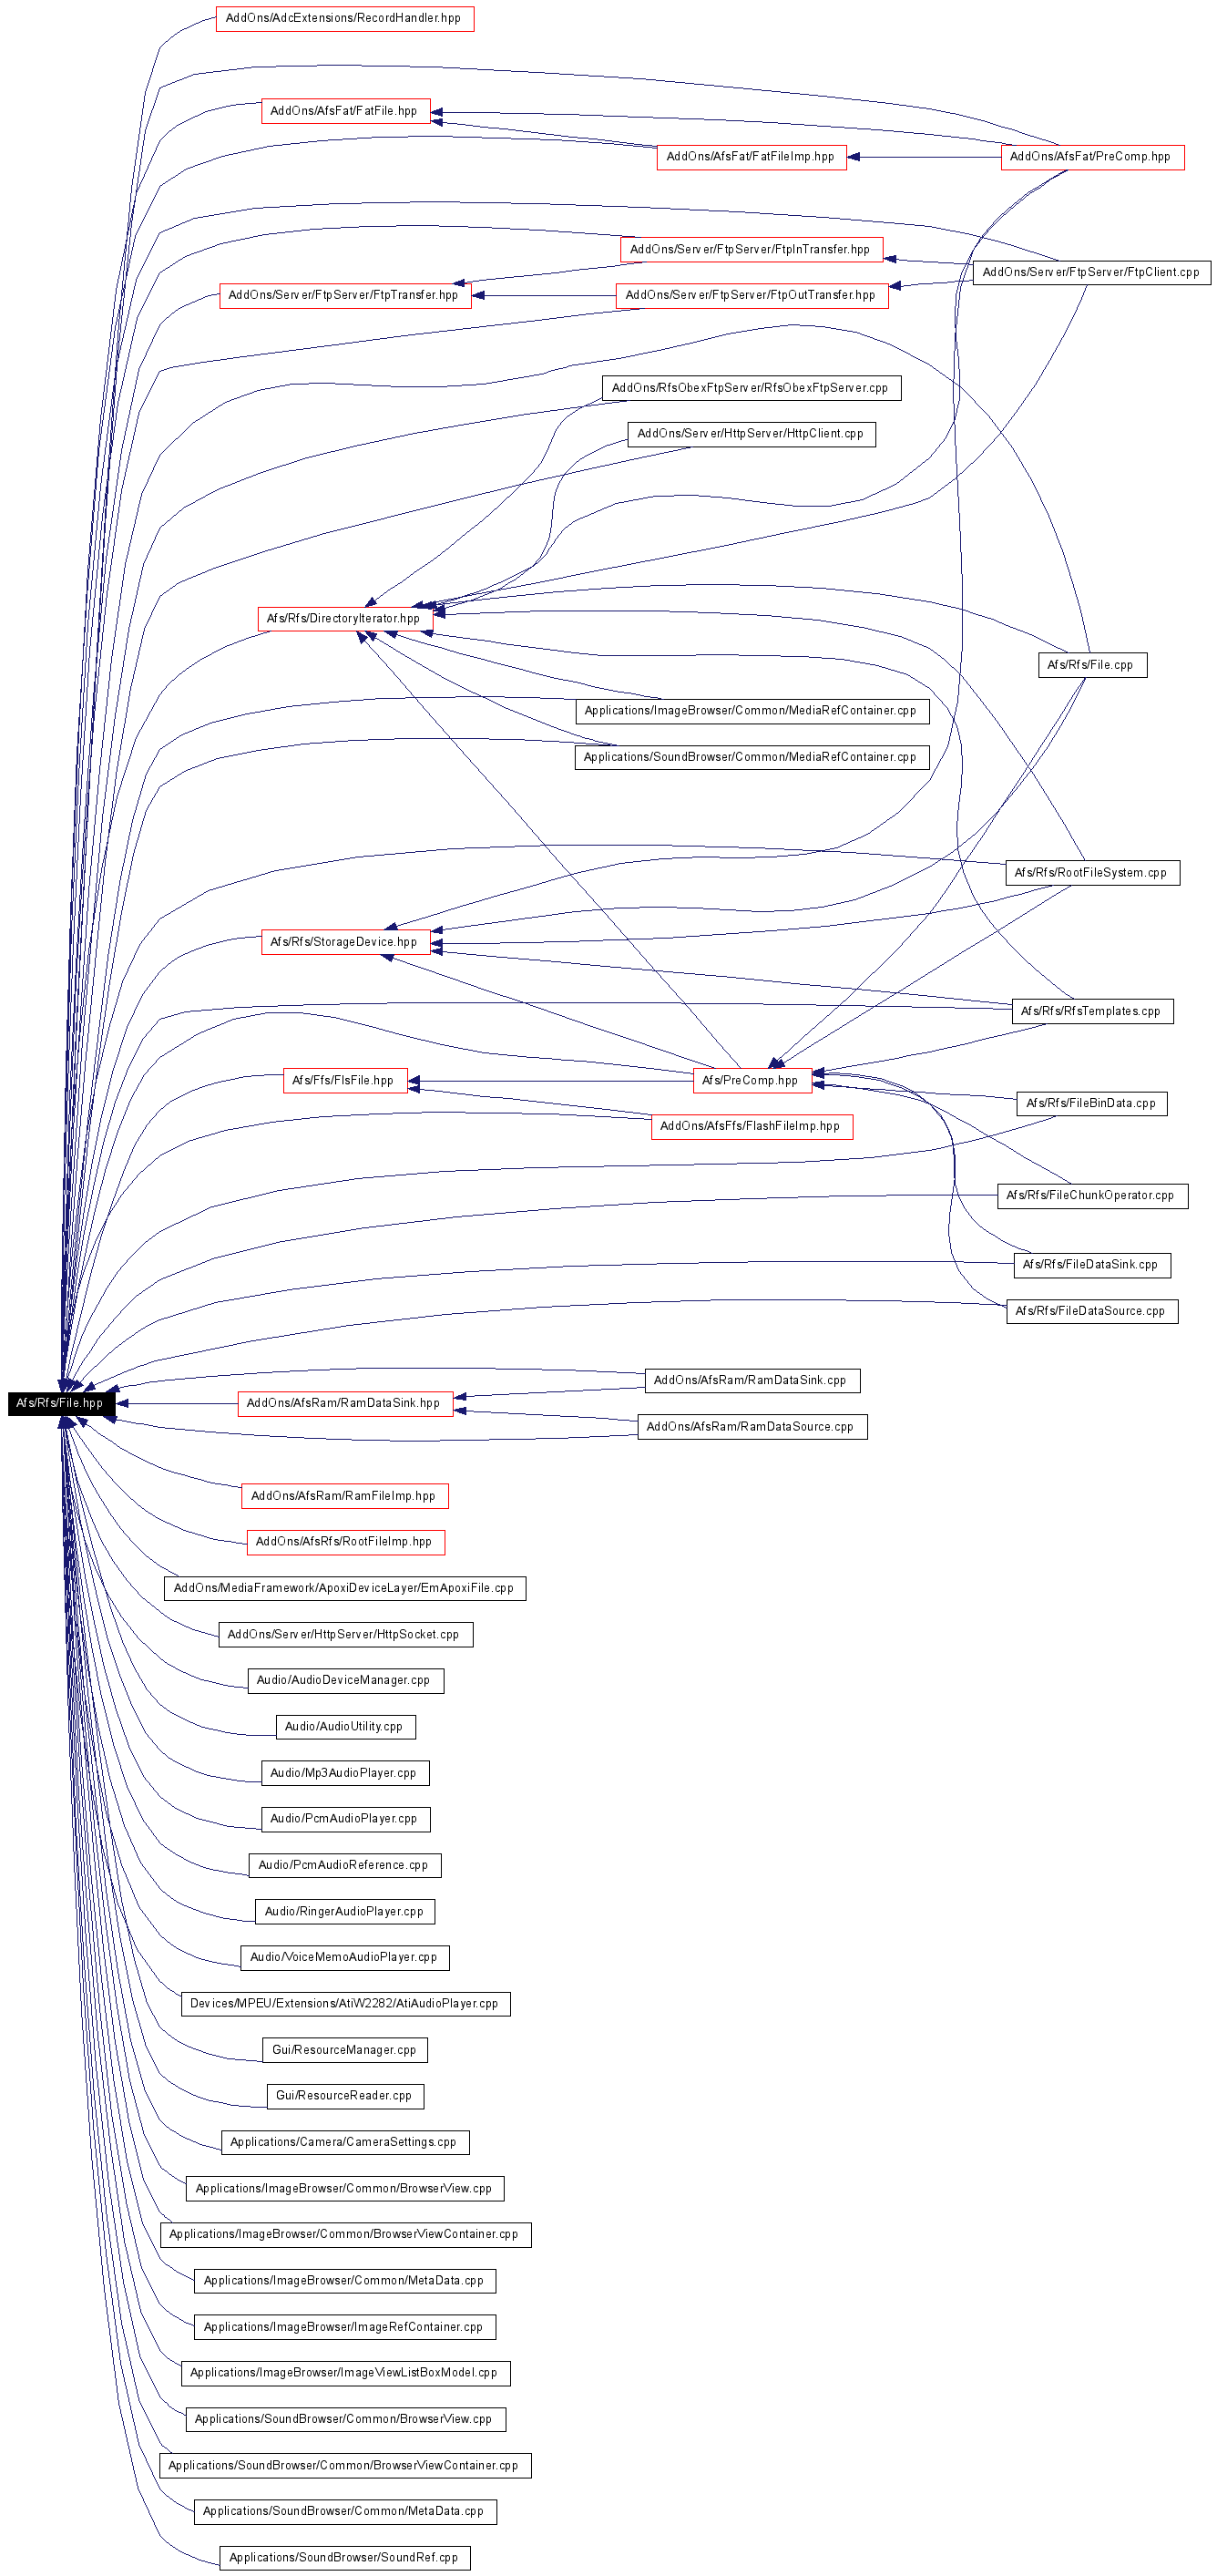 AddOns/AdcExtensions/RecordHandler.hpp
AddOns/AfsFat/FatFile.hpp
AddOns/AfsFat/FatFileImp.hpp
AddOns/AfsFat/PreComp.hpp
AddOns/Server/FtpServer/FtpInTransfer.hpp
AddOns/Server/FtpServer/FtpClient.cpp
AddOns/Server/FtpServer/FtpTransfer.hpp
AddOns/Server/FtpServer/FtpOutTransfer.hpp
AddOns/RfsObexFtpServer/RfsObexFtpServer.cpp
AddOns/Server/HttpServer/HttpClient.cpp
Afs/Rfs/DirectoryIterator.hpp
Afs/Rfs/File.cpp
Applications/ImageBrowser/Common/MediaRefContainer.cpp
Applications/SoundBrowser/Common/MediaRefContainer.cpp
Afs/Rfs/RootFileSystem.cpp
Afs/Rfs/StorageDevice.hpp
Afs/Rfs/RfsTemplates.cpp
Afs/Ffs/FlsFile.hpp
Afs/PreComp.hpp
Afs/Rfs/FileBinData.cpp
AddOns/AfsFfs/FlashFileImp.hpp
Afs/Rfs/FileChunkOperator.cpp
Afs/Rfs/FileDataSink.cpp
Afs/Rfs/FileDataSource.cpp
AddOns/AfsRam/RamDataSink.cpp
Afs/Rfs/File.hpp
AddOns/AfsRam/RamDataSink.hpp
AddOns/AfsRam/RamDataSource.cpp
AddOns/AfsRam/RamFileImp.hpp
AddOns/AfsRfs/RootFileImp.hpp
AddOns/MediaFramework/ApoxiDeviceLayer/EmApoxiFile.cpp
AddOns/Server/HttpServer/HttpSocket.cpp
Audio/AudioDeviceManager.cpp
Audio/AudioUtility.cpp
Audio/Mp3AudioPlayer.cpp
Audio/PcmAudioPlayer.cpp
Audio/PcmAudioReference.cpp
Audio/RingerAudioPlayer.cpp
Audio/VoiceMemoAudioPlayer.cpp
Devices/MPEU/Extensions/AtiW2282/AtiAudioPlayer.cpp
Gui/ResourceManager.cpp
Gui/ResourceReader.cpp
Applications/Camera/CameraSettings.cpp
Applications/ImageBrowser/Common/BrowserView.cpp
Applications/ImageBrowser/Common/BrowserViewContainer.cpp
Applications/ImageBrowser/Common/MetaData.cpp
Applications/ImageBrowser/ImageRefContainer.cpp
Applications/ImageBrowser/ImageViewListBoxModel.cpp
Applications/SoundBrowser/Common/BrowserView.cpp
Applications/SoundBrowser/Common/BrowserViewContainer.cpp
Applications/SoundBrowser/Common/MetaData.cpp
Applications/SoundBrowser/SoundRef.cpp